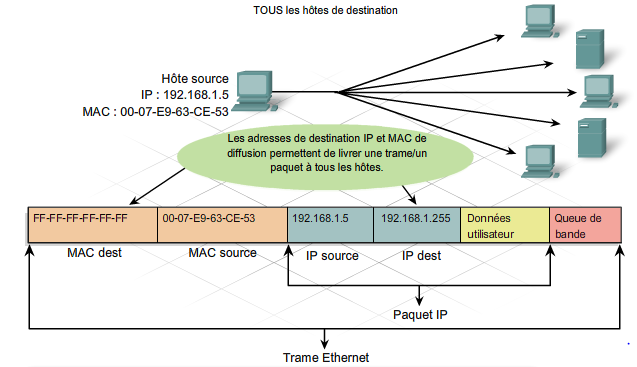 TOUS les hôtes de destination
Hôte source
IP : 192.168.1.5
MAC : 00-07-E9-63-CE-53
Les adresses de destination IP et MAC de
diffusion permettent de livrer une trame/un
paquet à tous les hôtes.
FF-FF-FF-FF-FF-FF
00-07-E9-63-CE-53
192.168.1.5
192.168.1.255
Données
utilisateur
Queue de
bande
MAC dest
MAC source
IP source
IP dest
Paquet IP
Trame Ethernet